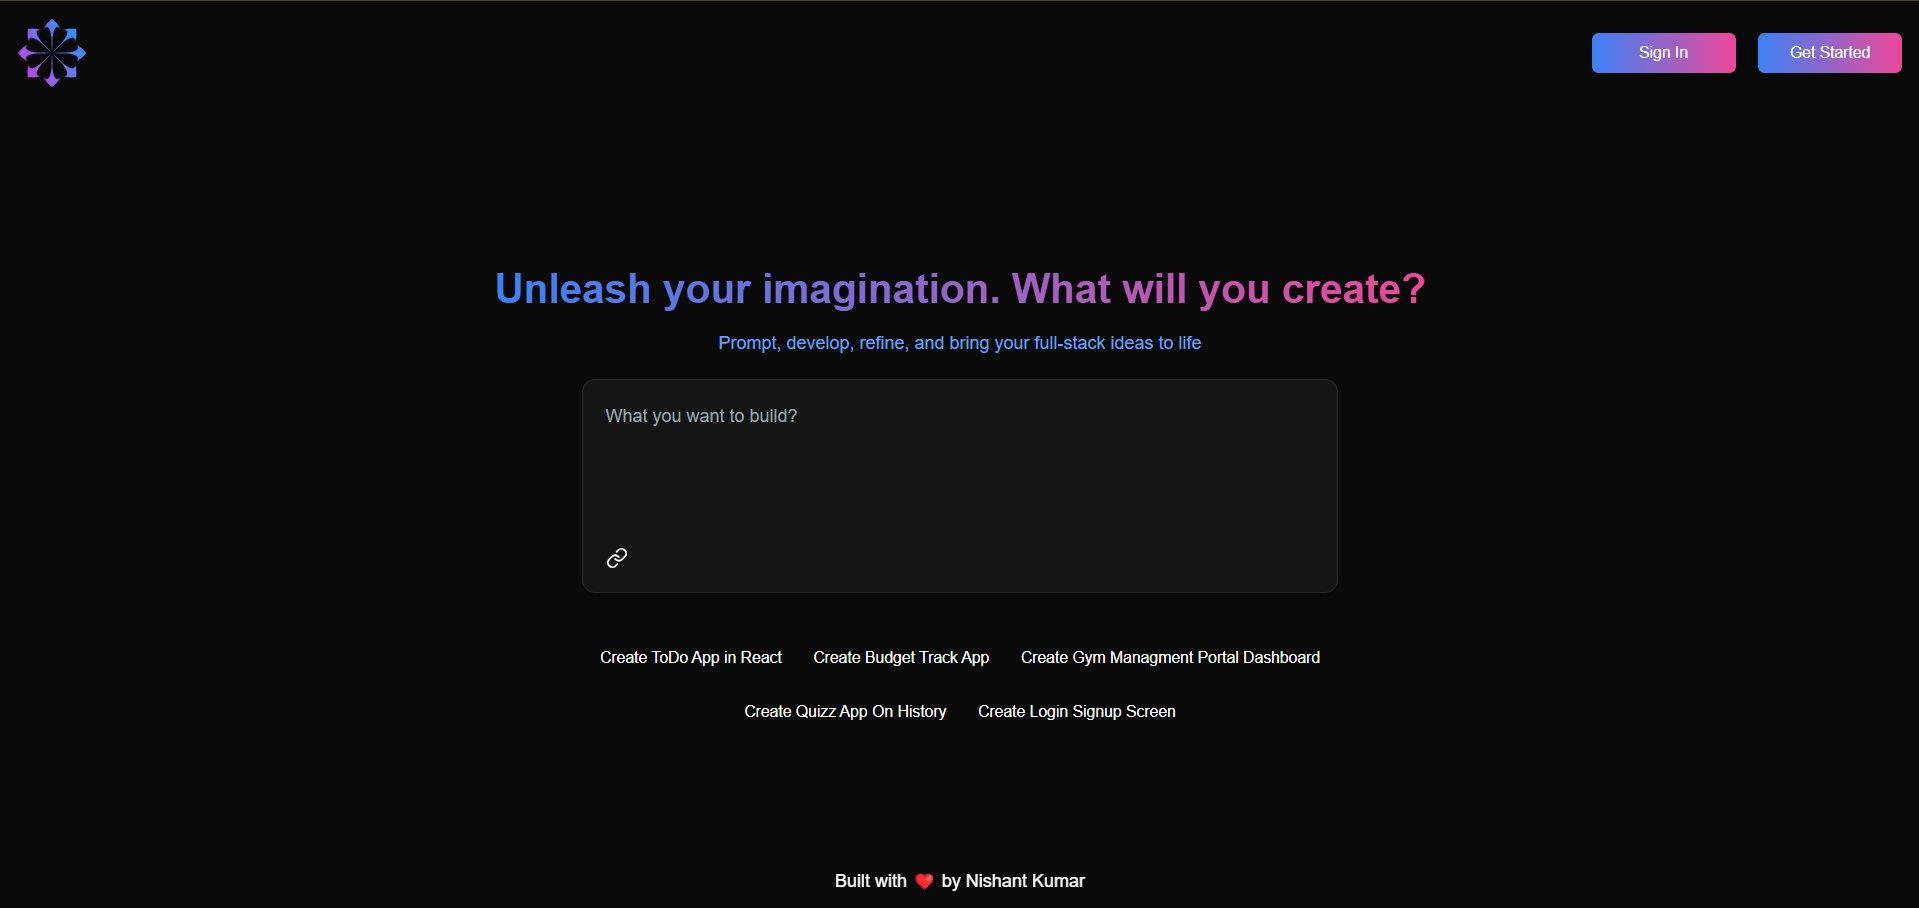 Sign In
Get Started
Unleash your imagination. What will you create?
Prompt, develop, refine, and bring your full-stack ideas to life
What you want to build?
Create ToDo App in React
Create Budget Track App
Create Gym Managment Portal Dashboard
Create Quizz App On History
Create Login Signup Screen
Built with ❤️ by Nishant Kumar